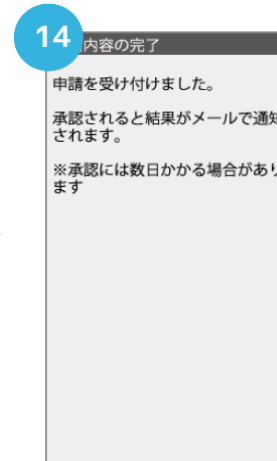 14
内容の完了
申請を受け付けました。
承認されると結果がメールで通知
されます。
※承認には数日かかる場合があり
ます